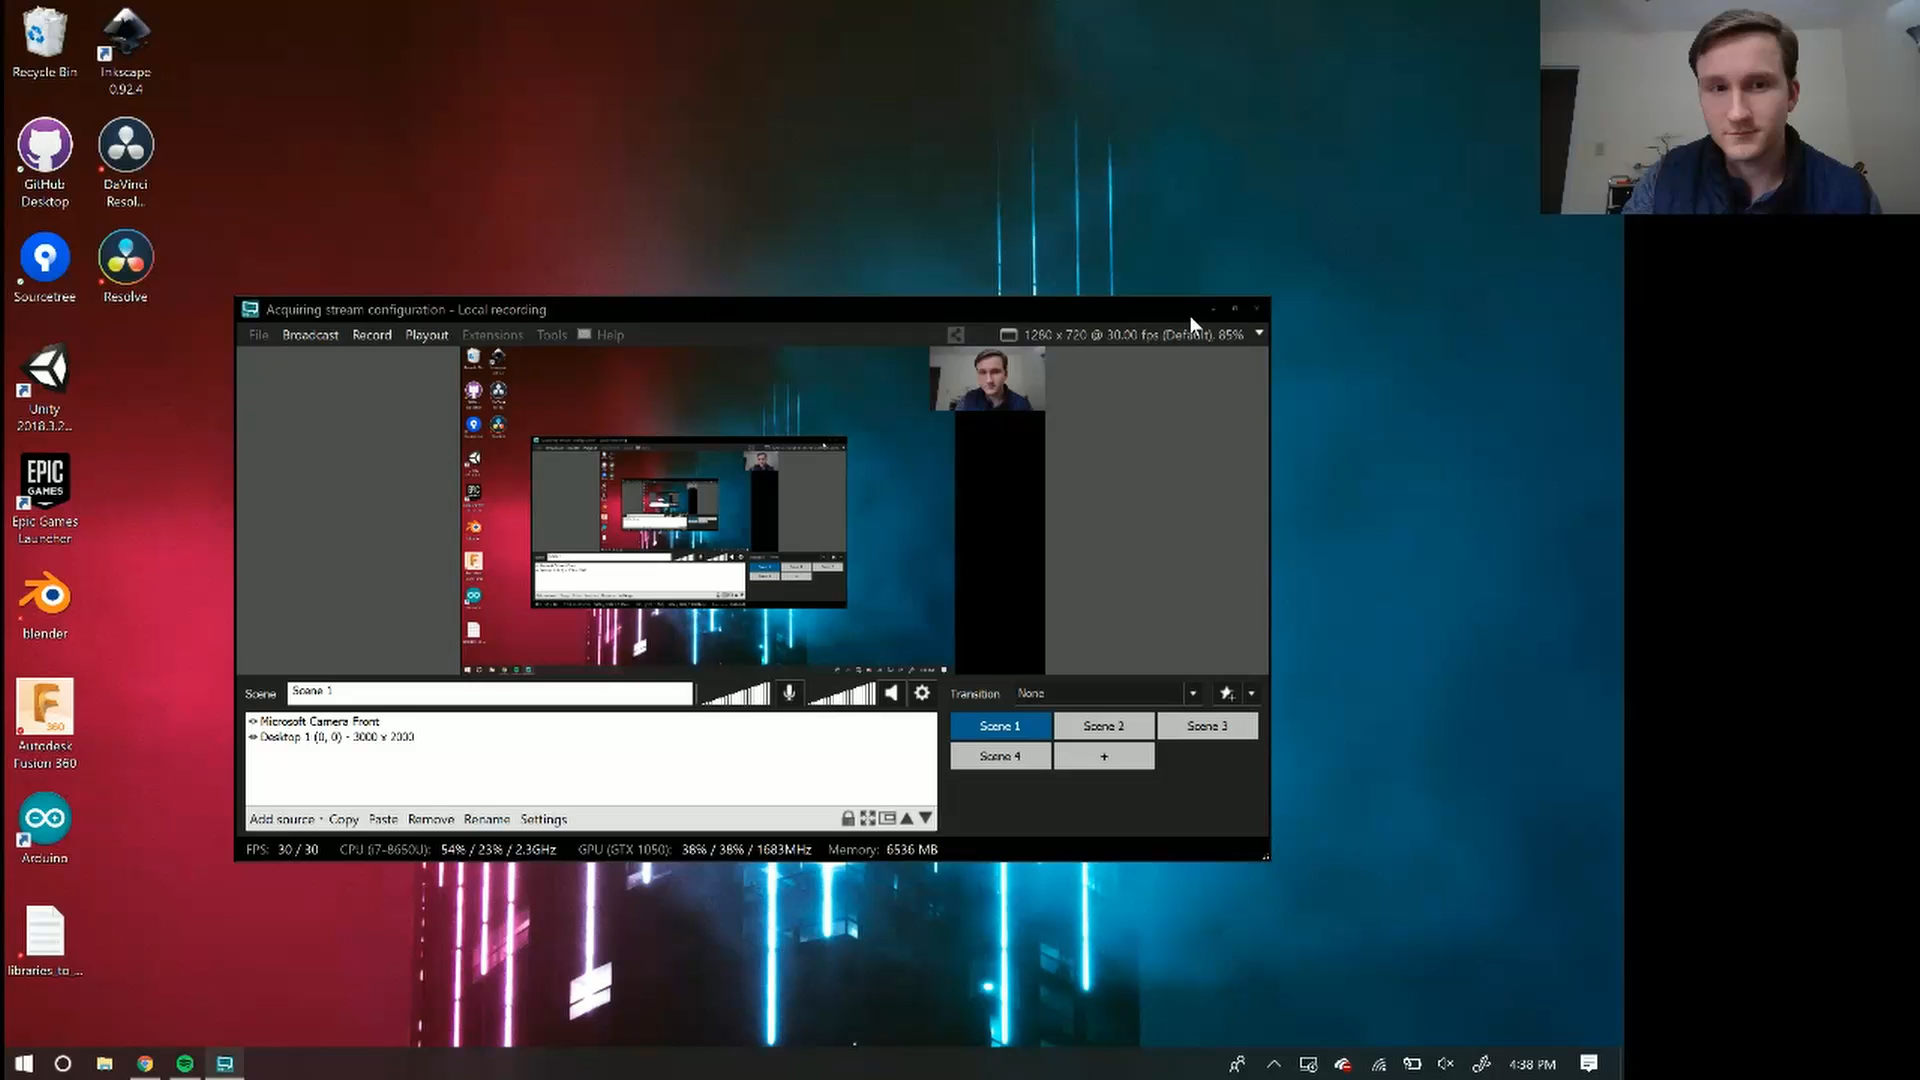 Recycle Bin
Inkscape
0.92.4
GitHub
Desktop
DaVinci
Resol...
Sourcetree
Resolve
Unity
2018.3.2...
EPIC
GAMES
Epic Games
Launcher
blender
F
360
Autodesk
Fusion 360
Arduino
libraries_to_...
Acquiring stream configuration - Local recording
File Broadcast Record Playout Extensions Tools Help
1280 x 720 @ 30.00 fps (Default), 85%
Scene Scene 1
Transition None
Microsoft Camera Front
Desktop 1 (0, 0) - 3000 x 2000
Scene 1 Scene 2 Scene 3
Scene 4 +
Add source Copy Paste Remove Rename Settings
FPS: 30 / 30 CPU (i7-8650U): 54% / 23% / 2.3GHz GPU (GTX 1050): 38% / 38% / 1683MHz Memory: 6536 MB
4:38 PM